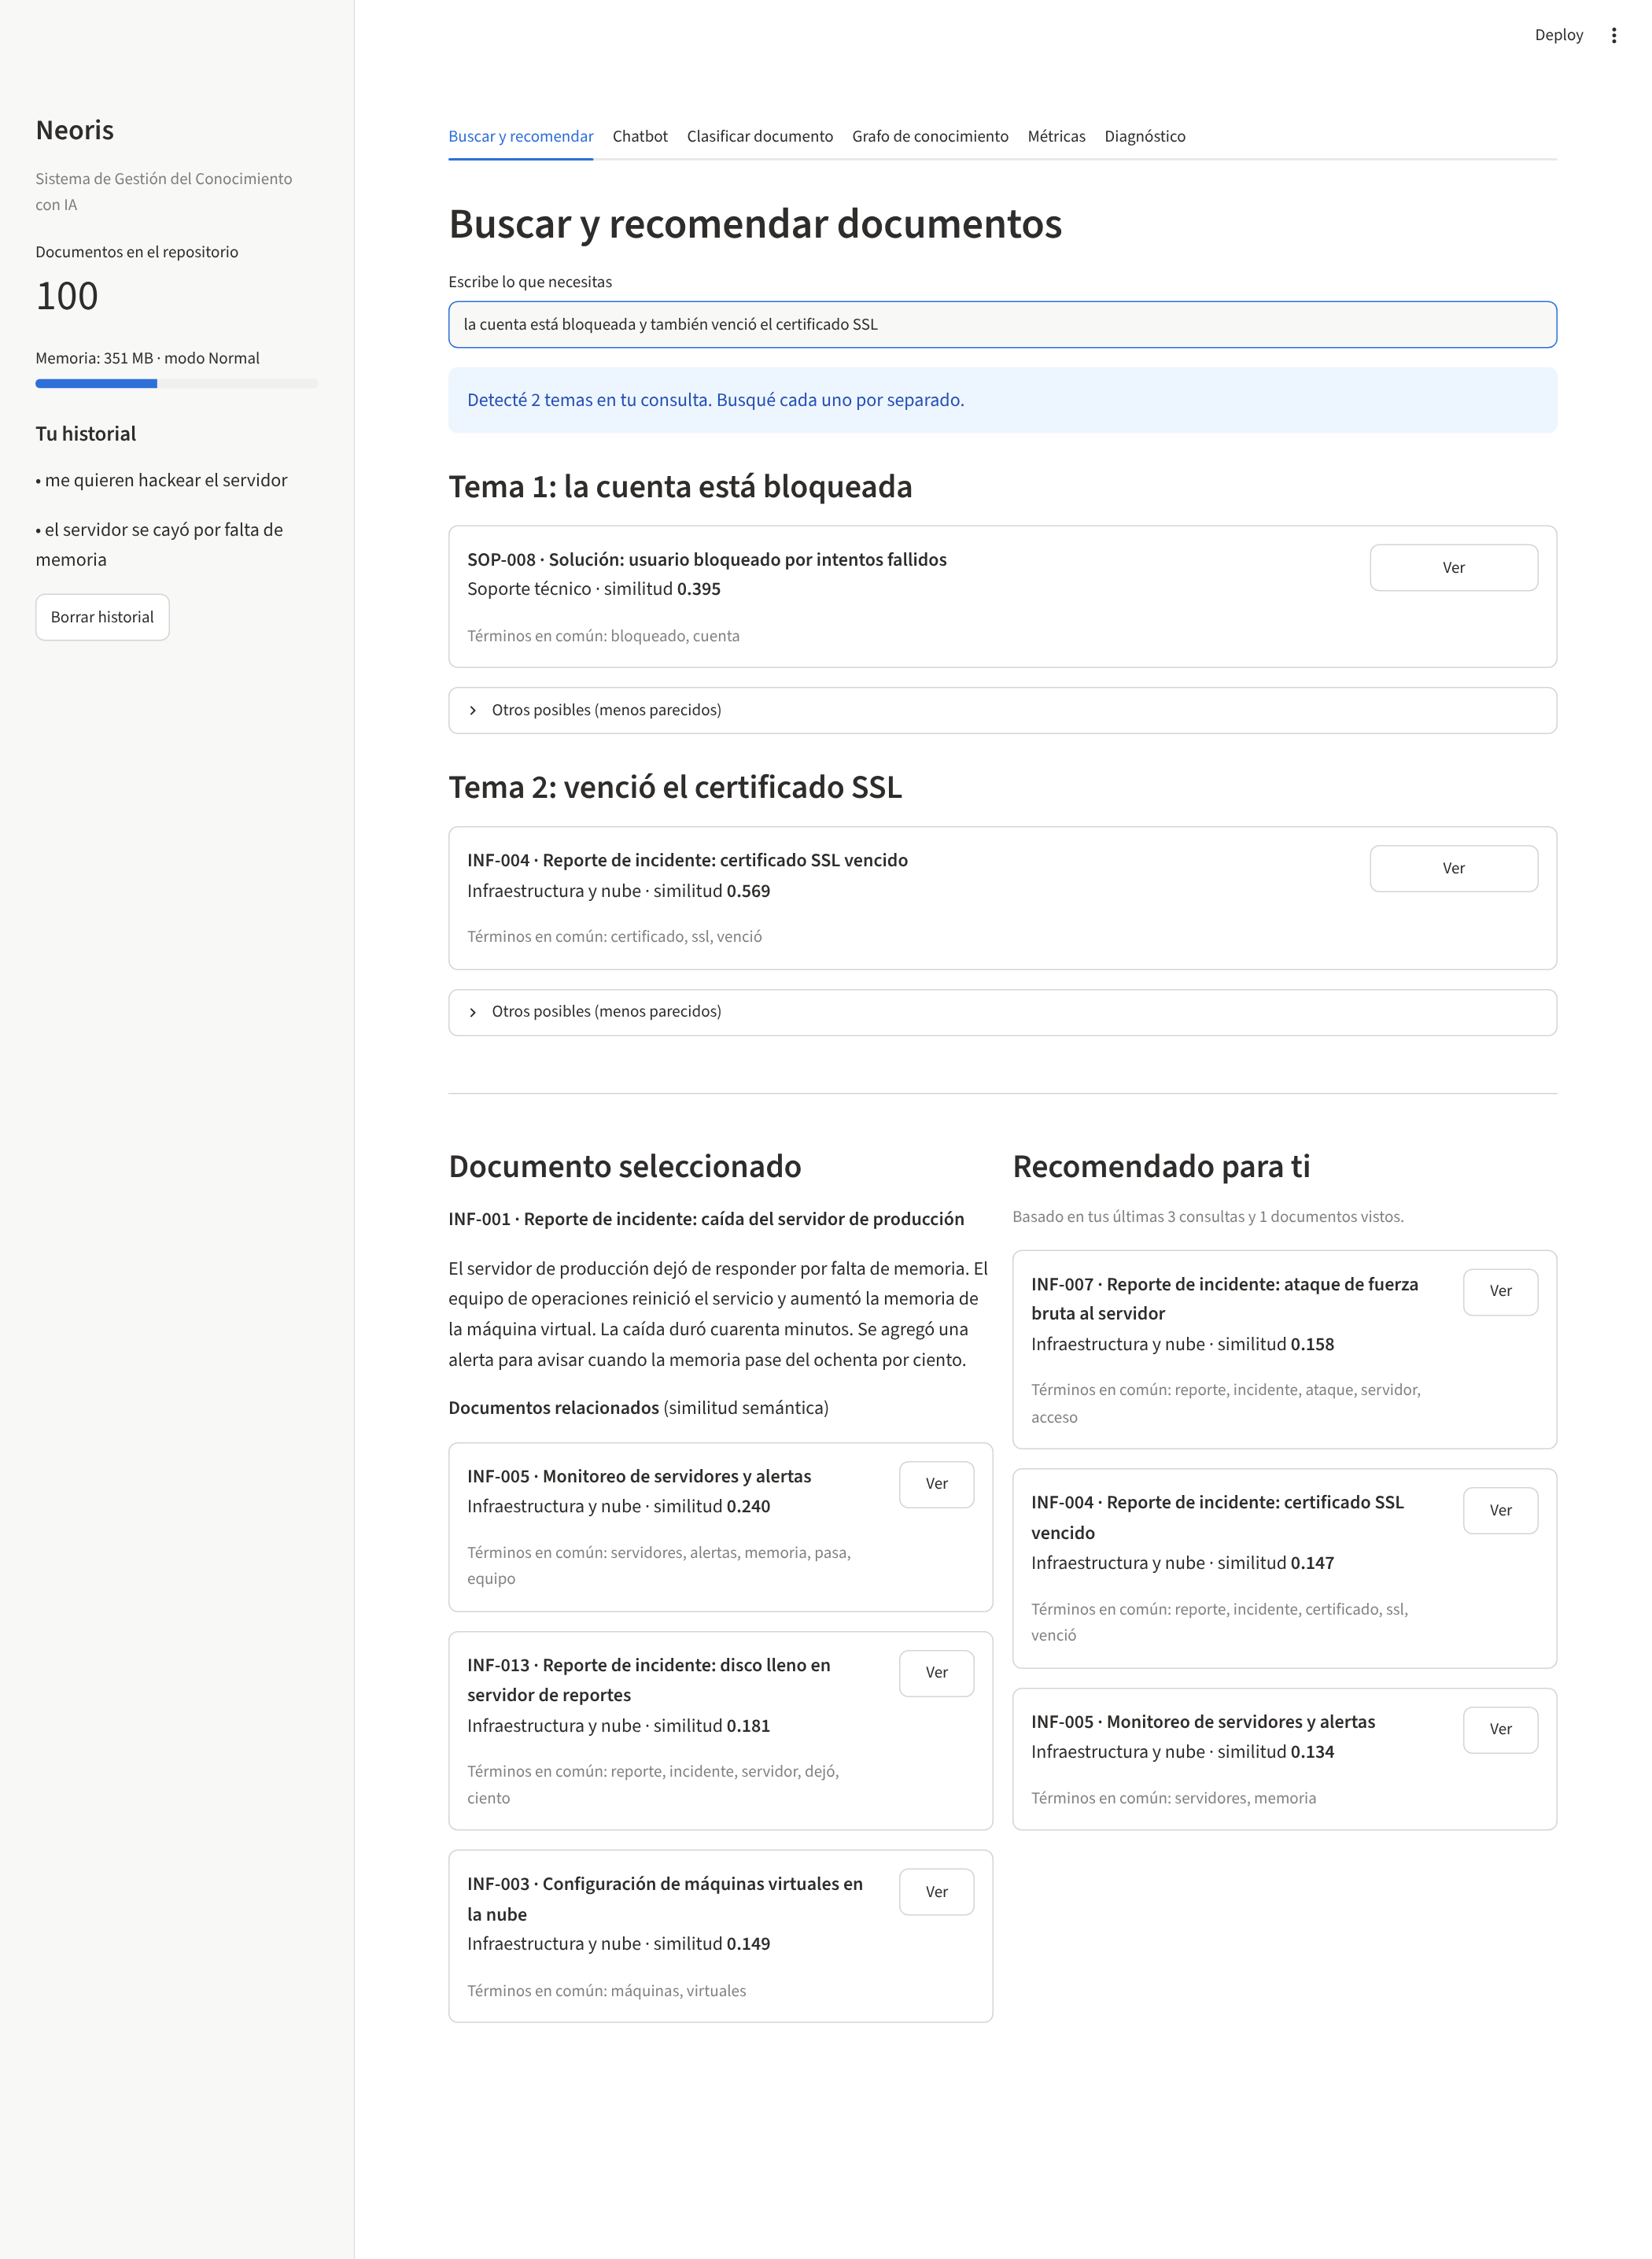 Deploy
Neoris
Sistema de Gestión del Conocimiento
con IA
Documentos en el repositorio
100
Memoria: 351 MB · modo Normal
Tu historial
• me quieren hackear el servidor
• el servidor se cayó por falta de
memoria
Borrar historial
Buscar y recomendar Chatbot Clasificar documento Grafo de conocimiento Métricas Diagnóstico
Buscar y recomendar documentos
Escribe lo que necesitas
la cuenta está bloqueada y también venció el certificado SSL
Detecté 2 temas en tu consulta. Busqué cada uno por separado.
Tema 1: la cuenta está bloqueada
SOP-008 · Solución: usuario bloqueado por intentos fallidos
Ver
Soporte técnico · similitud 0.395
Términos en común: bloqueado, cuenta
Otros posibles (menos parecidos)
Tema 2: venció el certificado SSL
INF-004 · Reporte de incidente: certificado SSL vencido
Ver
Infraestructura y nube · similitud 0.569
Términos en común: certificado, ssl, venció
Otros posibles (menos parecidos)
Documento seleccionado
INF-001 · Reporte de incidente: caída del servidor de producción
El servidor de producción dejó de responder por falta de memoria. El
equipo de operaciones reinició el servicio y aumentó la memoria de
la máquina virtual. La caída duró cuarenta minutos. Se agregó una
alerta para avisar cuando la memoria pase del ochenta por ciento.
Documentos relacionados (similitud semántica)
INF-005 · Monitoreo de servidores y alertas
Ver
Infraestructura y nube · similitud 0.240
Términos en común: servidores, alertas, memoria, pasa,
equipo
INF-013 · Reporte de incidente: disco lleno en
servidor de reportes
Ver
Infraestructura y nube · similitud 0.181
Términos en común: reporte, incidente, servidor, dejó,
ciento
INF-003 · Configuración de máquinas virtuales en
la nube
Ver
Infraestructura y nube · similitud 0.149
Términos en común: máquinas, virtuales
Recomendado para ti
Basado en tus últimas 3 consultas y 1 documentos vistos.
INF-007 · Reporte de incidente: ataque de fuerza
bruta al servidor
Ver
Infraestructura y nube · similitud 0.158
Términos en común: reporte, incidente, ataque, servidor,
acceso
INF-004 · Reporte de incidente: certificado SSL
vencido
Ver
Infraestructura y nube · similitud 0.147
Términos en común: reporte, incidente, certificado, ssl,
venció
INF-005 · Monitoreo de servidores y alertas
Ver
Infraestructura y nube · similitud 0.134
Términos en común: servidores, memoria